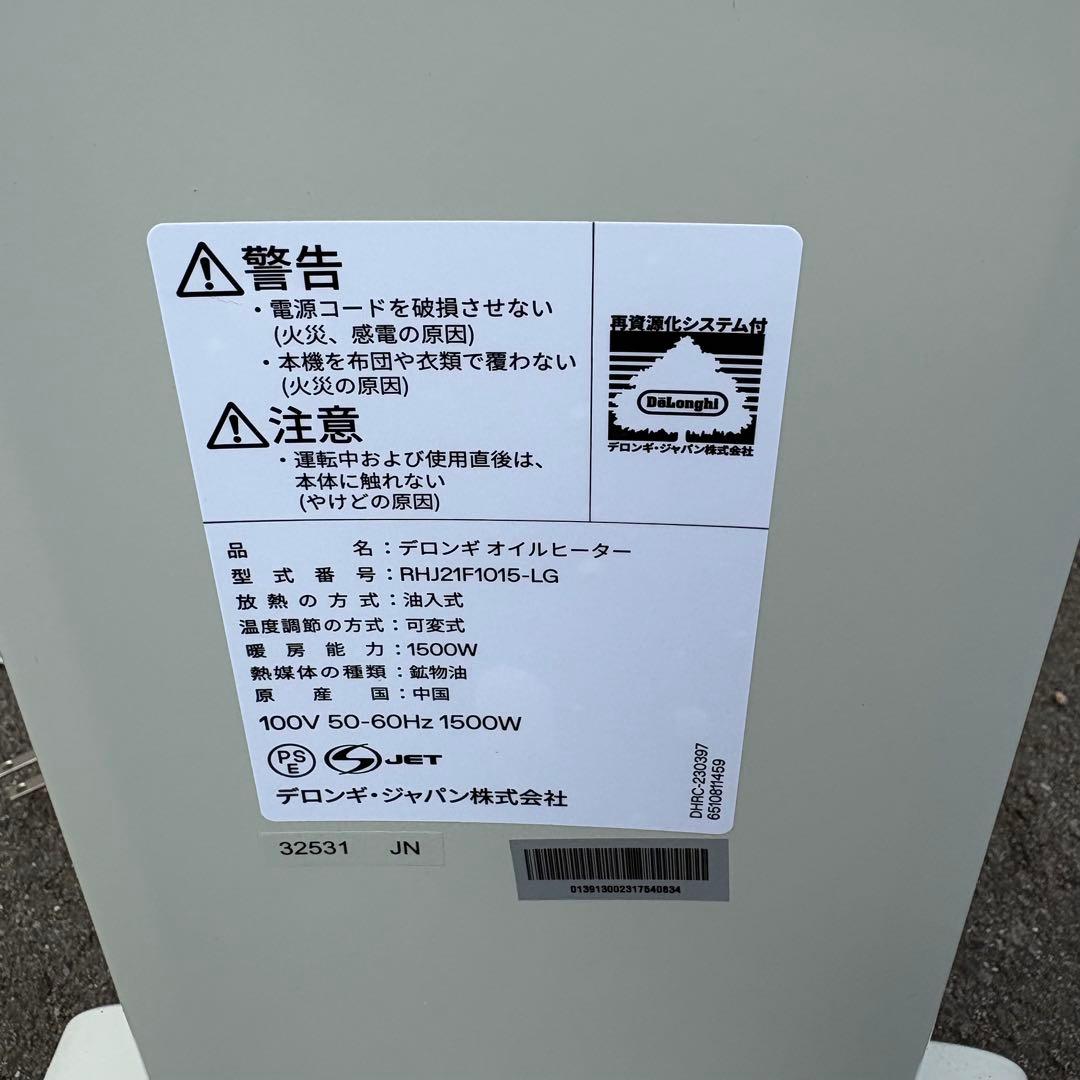 警告
・電源コードを破損させない
(火災、感電の原因)
・本機を布団や衣類で覆わない
(火災の原因)
注意
・運転中および使用直後は、
本体に触れない
(やけどの原因)
再資源化システム付
DeLonghi
デロンギ・ジャパン株式会社
品名：デロンギ オイルヒーター
型式番号：RHJ21F1015-LG
放熱の方式：油入式
温度調節の方式：可変式
暖房能力：1500W
熱媒体の種類：鉱物油
原産国：中国
100V 50-60Hz 1500W
PS
E
JET
デロンギ・ジャパン株式会社
DHRC-230397
6510811459
32531 JN
013913002317540834